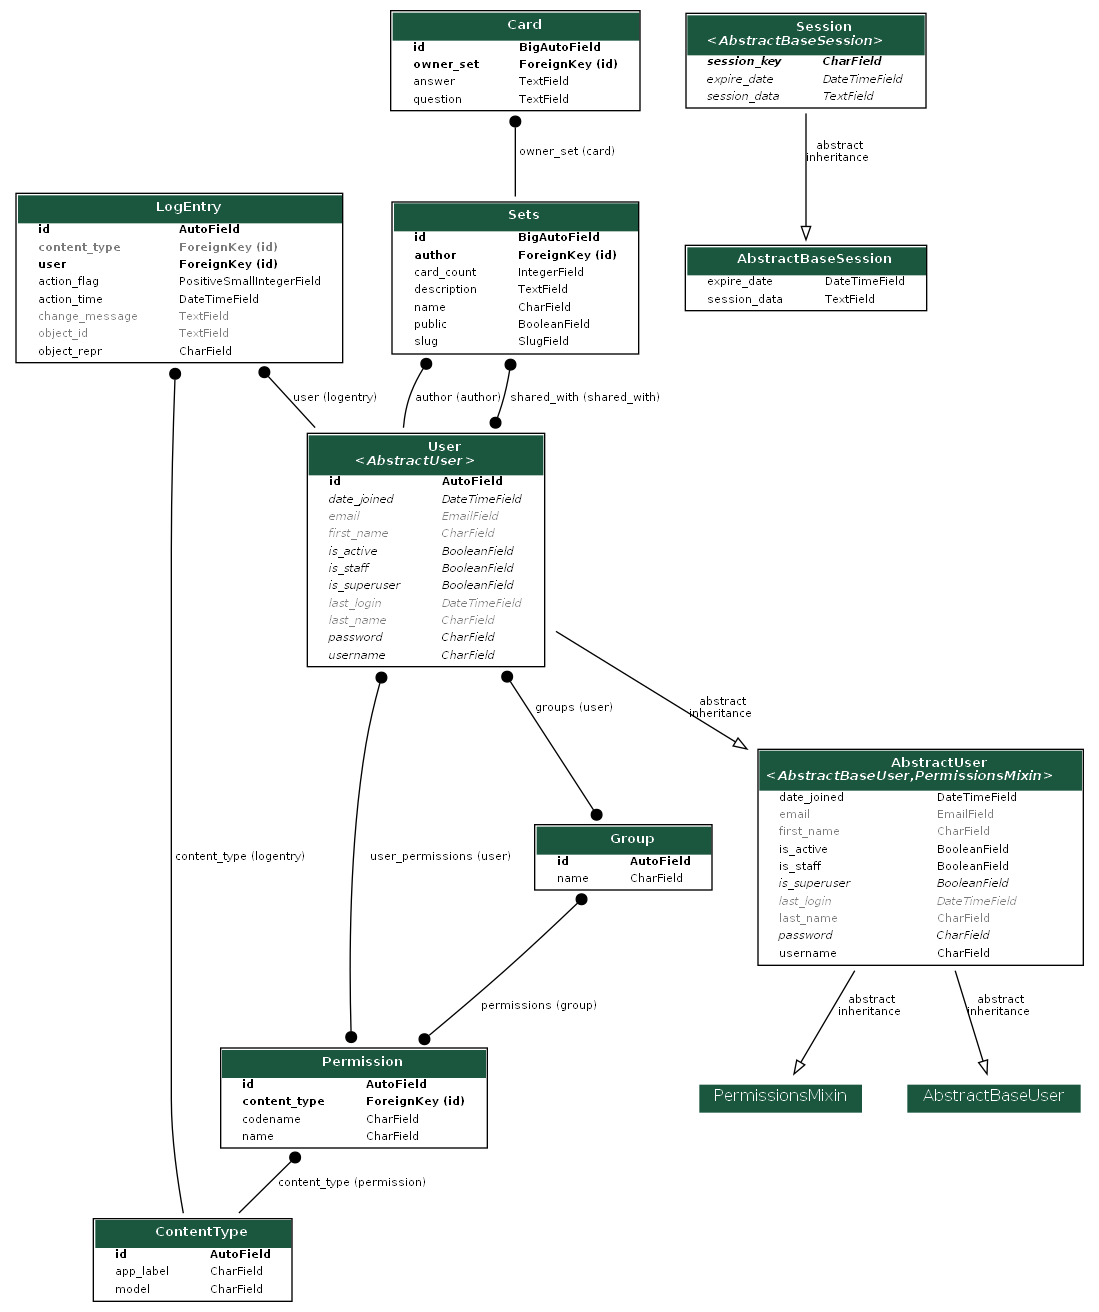 Card
id BigAutoField
owner_set ForeignKey (id)
answer TextField
question TextField
Session
<AbstractBaseSession>
session_key CharField
expire_date DateTimeField
session_data TextField
owner_set (card)
abstract
inheritance
LogEntry
id AutoField
content_type ForeignKey (id)
user ForeignKey (id)
action_flag PositiveSmallIntegerField
action_time DateTimeField
change_message TextField
object_id TextField
object_repr CharField
Sets
id BigAutoField
author ForeignKey (id)
card_count IntegerField
description TextField
name CharField
public BooleanField
slug SlugField
AbstractBaseSession
expire_date DateTimeField
session_data TextField
user (logentry)
author (author)
shared_with (shared_with)
User
<AbstractUser>
id AutoField
date_joined DateTimeField
email EmailField
first_name CharField
is_active BooleanField
is_staff BooleanField
is_superuser BooleanField
last_login DateTimeField
last_name CharField
password CharField
username CharField
groups (user)
abstract
inheritance
AbstractUser
<AbstractBaseUser,PermissionsMixin>
date_joined DateTimeField
email EmailField
first_name CharField
is_active BooleanField
is_staff BooleanField
is_superuser BooleanField
last_login DateTimeField
last_name CharField
password CharField
username CharField
content_type (logentry)
user_permissions (user)
Group
id AutoField
name CharField
permissions (group)
abstract
inheritance
abstract
inheritance
Permission
id AutoField
content_type ForeignKey (id)
codename CharField
name CharField
PermissionsMixin
AbstractBaseUser
content_type (permission)
ContentType
id AutoField
app_label CharField
model CharField